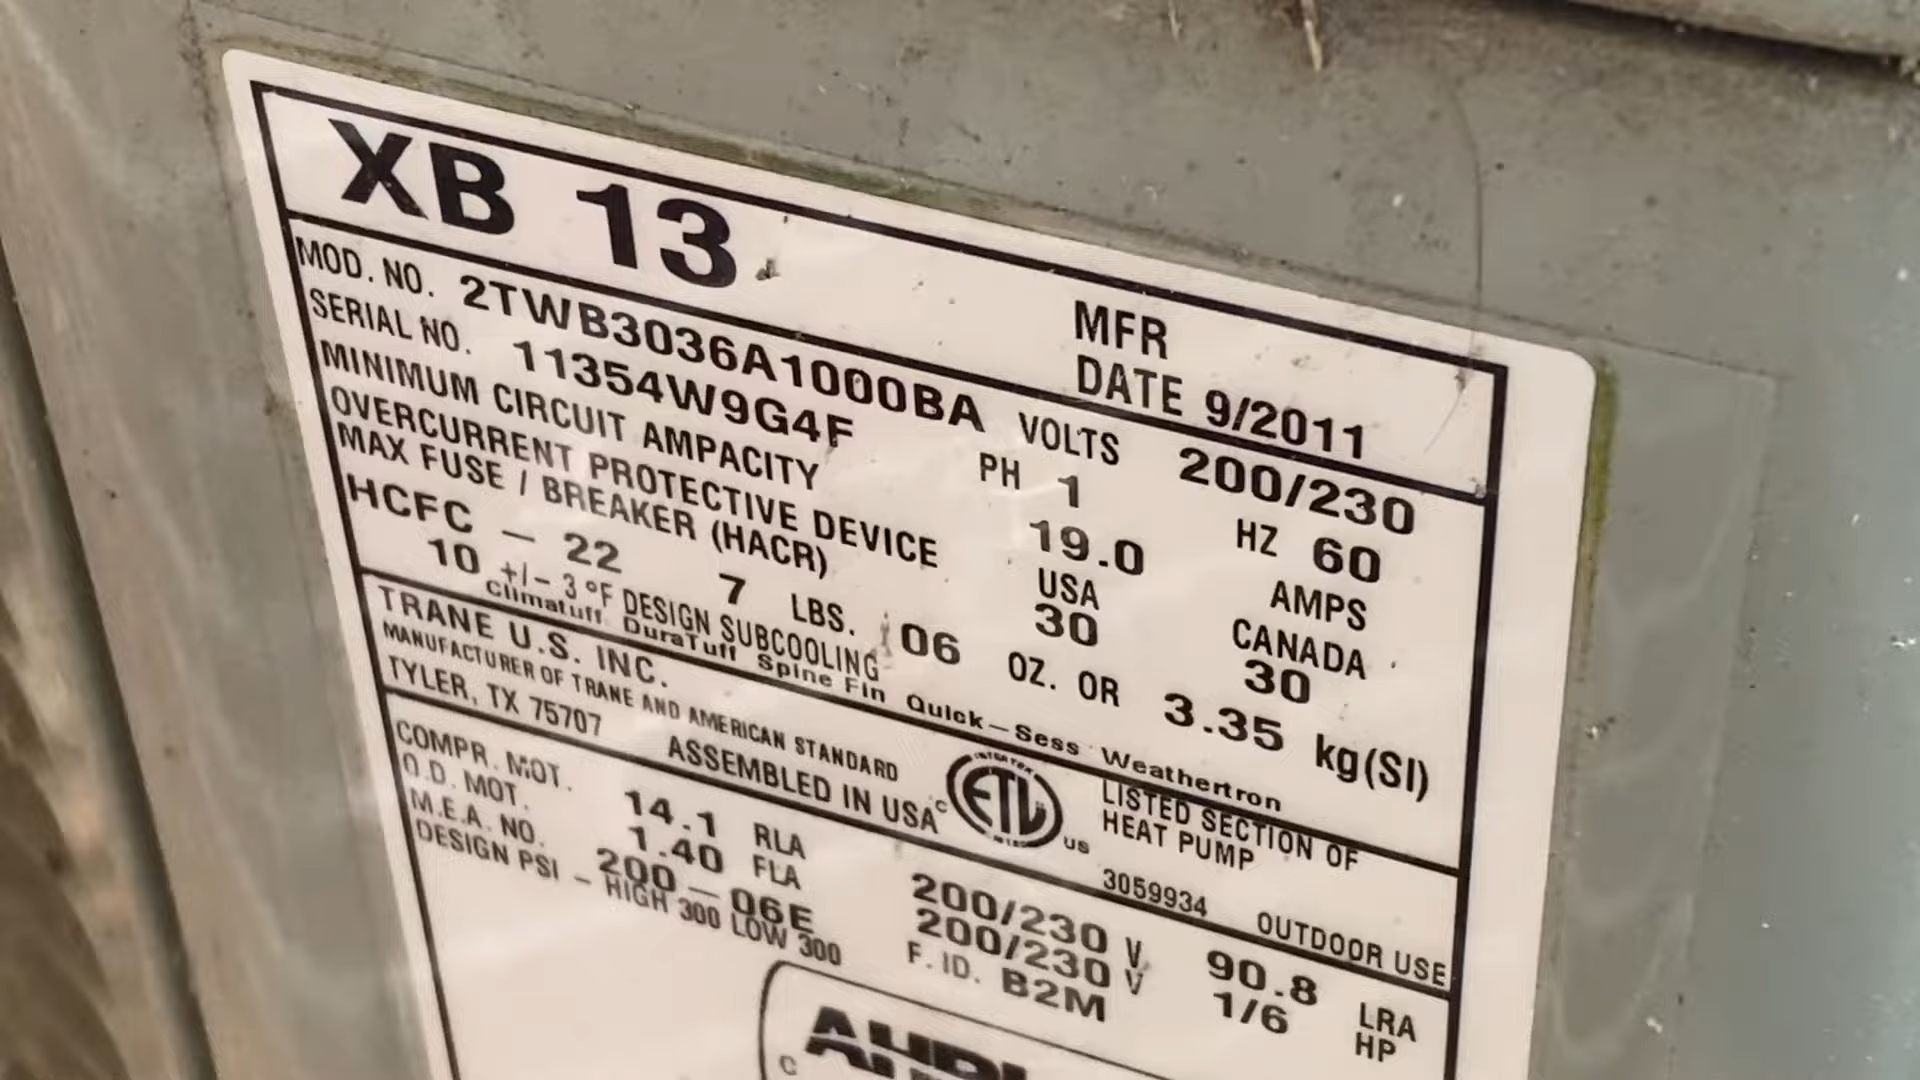 XB 13
MFR
DATE 9/2011
MOD. NO. 2TWB3036A1000BA VOLTS 200/230
SERIAL NO. 11354W9G4F PH 1 HZ 60
MINIMUM CIRCUIT AMPACITY 19.0 AMPS
OVERCURRENT PROTECTIVE DEVICE USA CANADA
MAX FUSE / BREAKER (HACR) 30 30
HCFC - 22 7 LBS. 06 OZ. OR 3.35 kg(SI)
10 +/- 3 °F DESIGN SUBCOOLING
Climatuff DuraTuff Spine Fin Quick-Sess Weathertron
TRANE U.S. INC.
MANUFACTURER OF TRANE AND AMERICAN STANDARD
TYLER, TX 75707 ASSEMBLED IN USA
C ETL US
LISTED SECTION OF
HEAT PUMP
3059934 OUTDOOR USE
COMPR. MOT. 14.1 RLA 200/230 V 90.8 LRA
O.D. MOT. 1.40 FLA 200/230 V 1/6 HP
M.E.A. NO. 200-06E F. ID. B2M
DESIGN PSI - HIGH 300 LOW 300
C